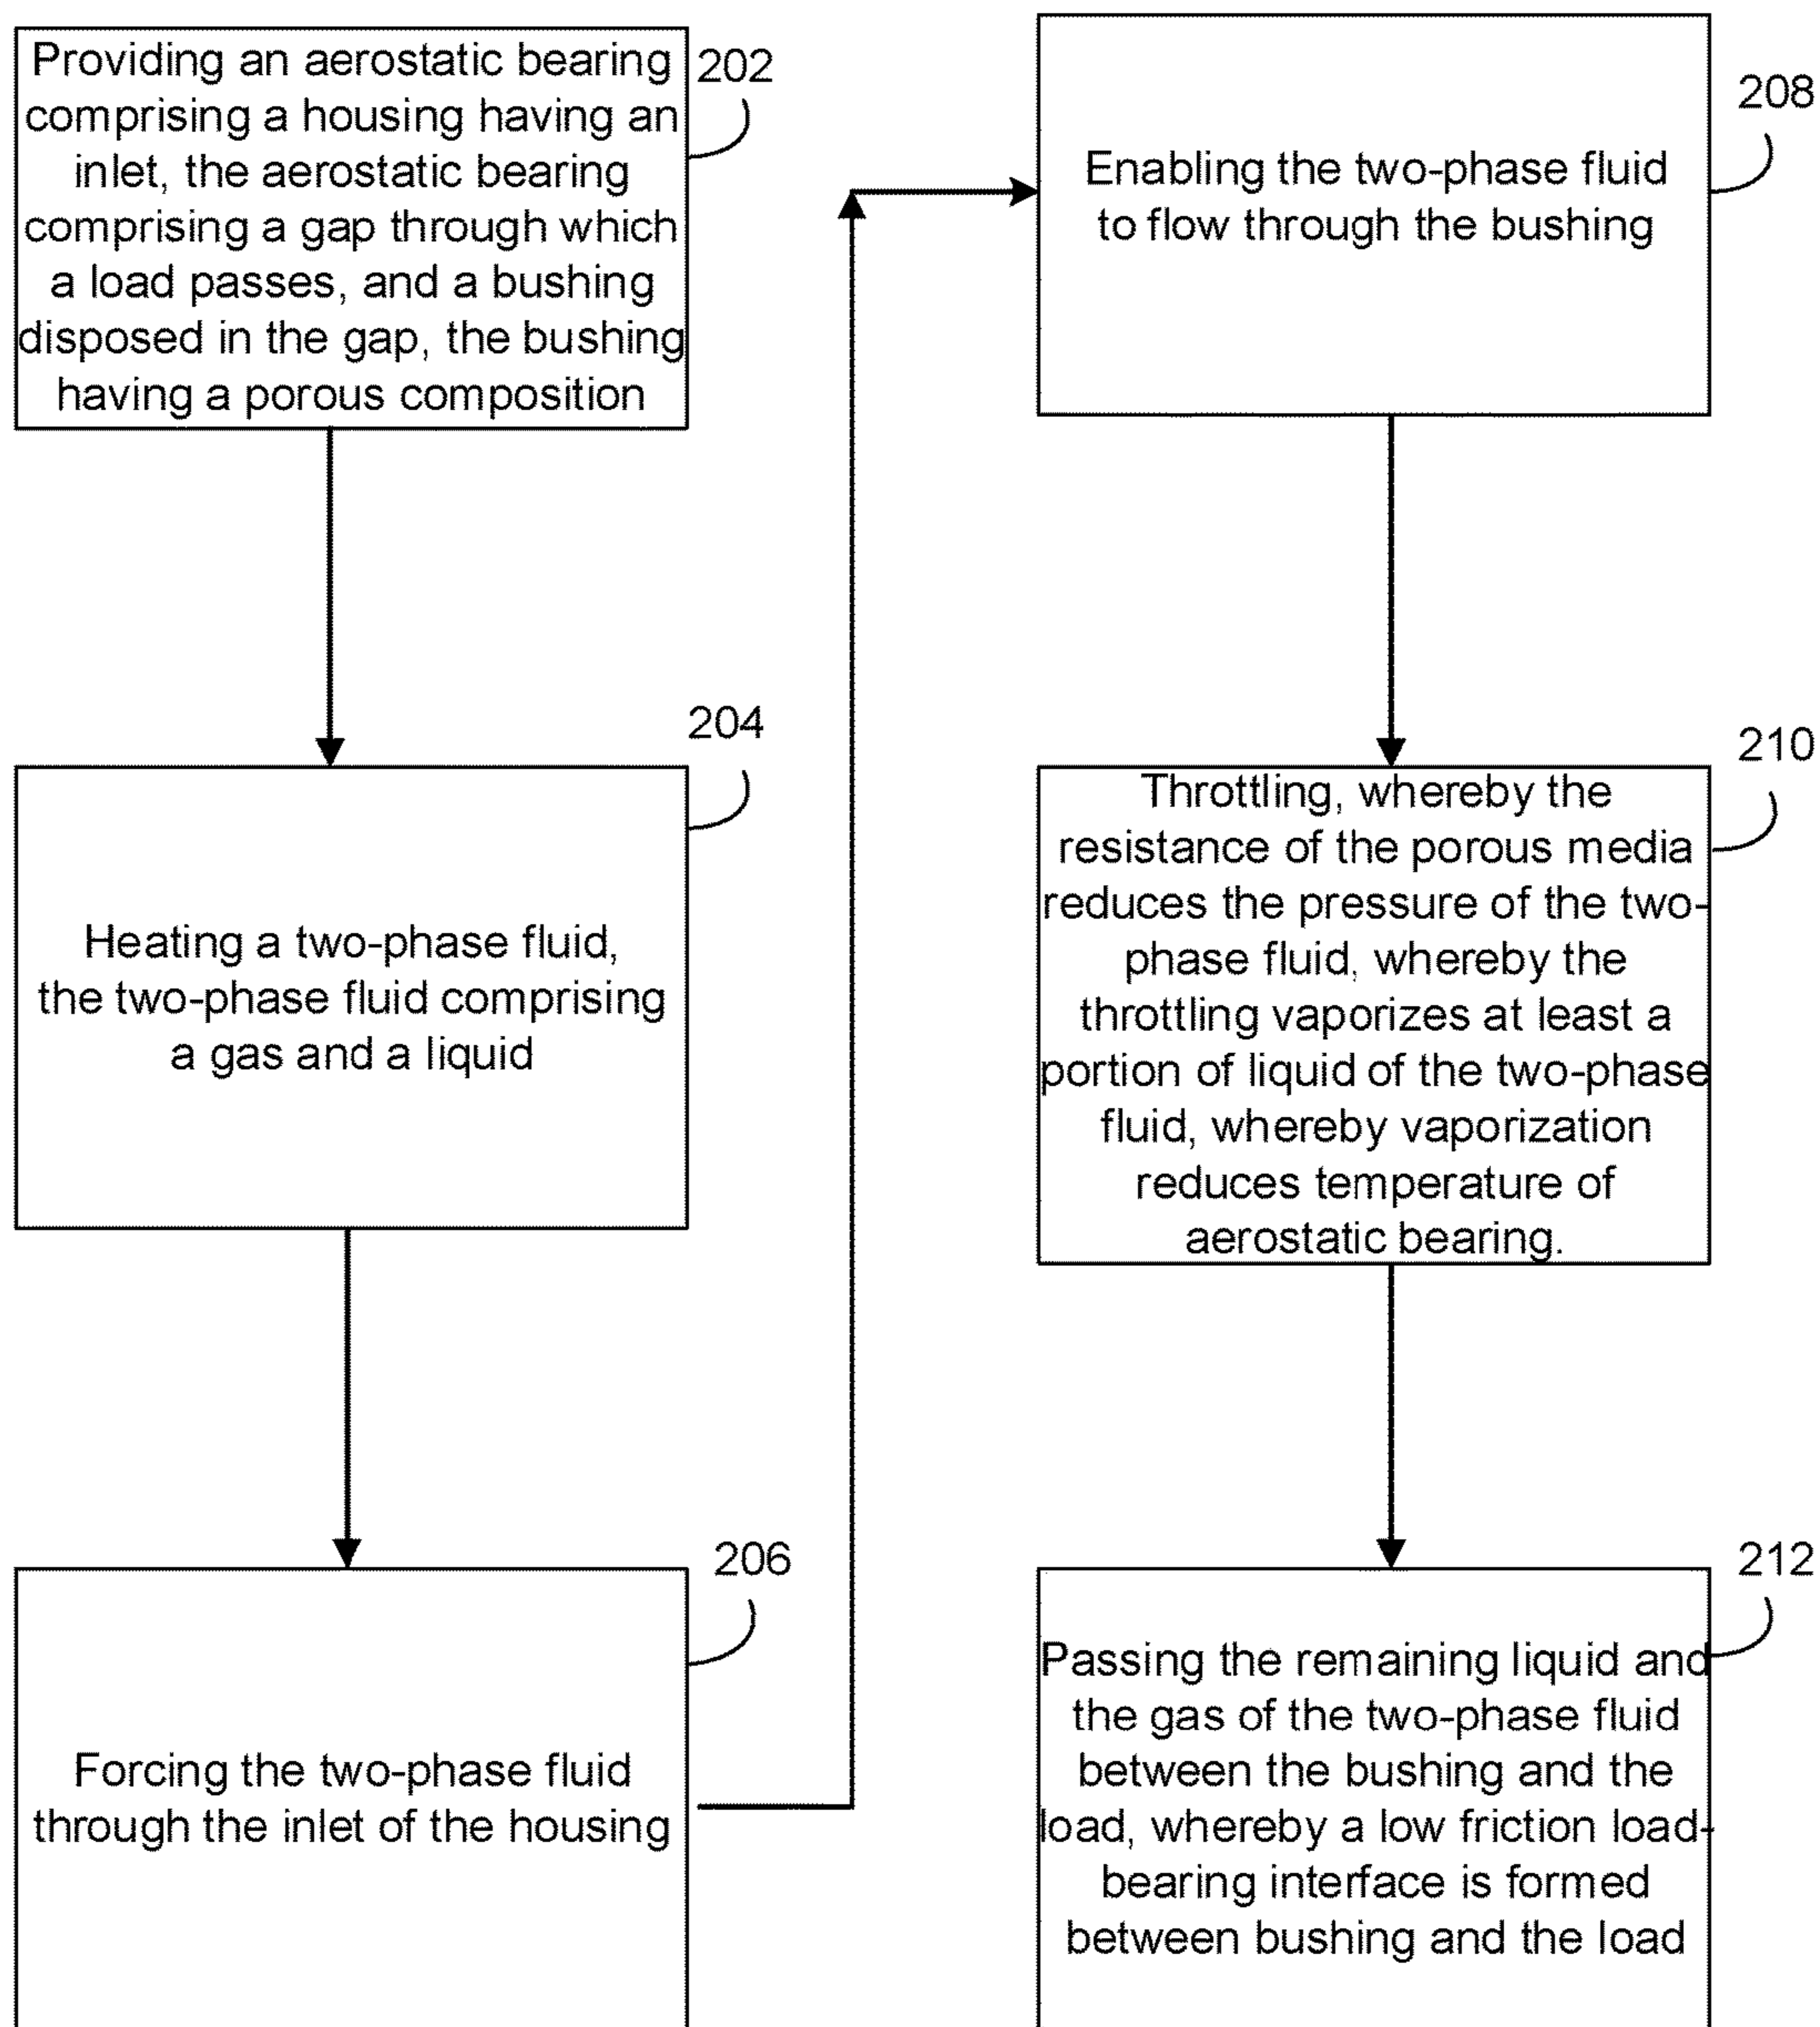 Providing an aerostatic bearing
comprising a housing having an
inlet, the aerostatic bearing
comprising a gap through which
a load passes, and a bushing
disposed in the gap, the bushing
having a porous composition
202
Heating a two-phase fluid,
the two-phase fluid comprising
a gas and a liquid
204
Forcing the two-phase fluid
through the inlet of the housing
206
Enabling the two-phase fluid
to flow through the bushing
208
Throttling, whereby the
resistance of the porous media
reduces the pressure of the two-
phase fluid, whereby the
throttling vaporizes at least a
portion of liquid of the two-phase
fluid, whereby vaporization
reduces temperature of
aerostatic bearing.
210
Passing the remaining liquid and
the gas of the two-phase fluid
between the bushing and the
load, whereby a low friction load-
bearing interface is formed
between bushing and the load
212